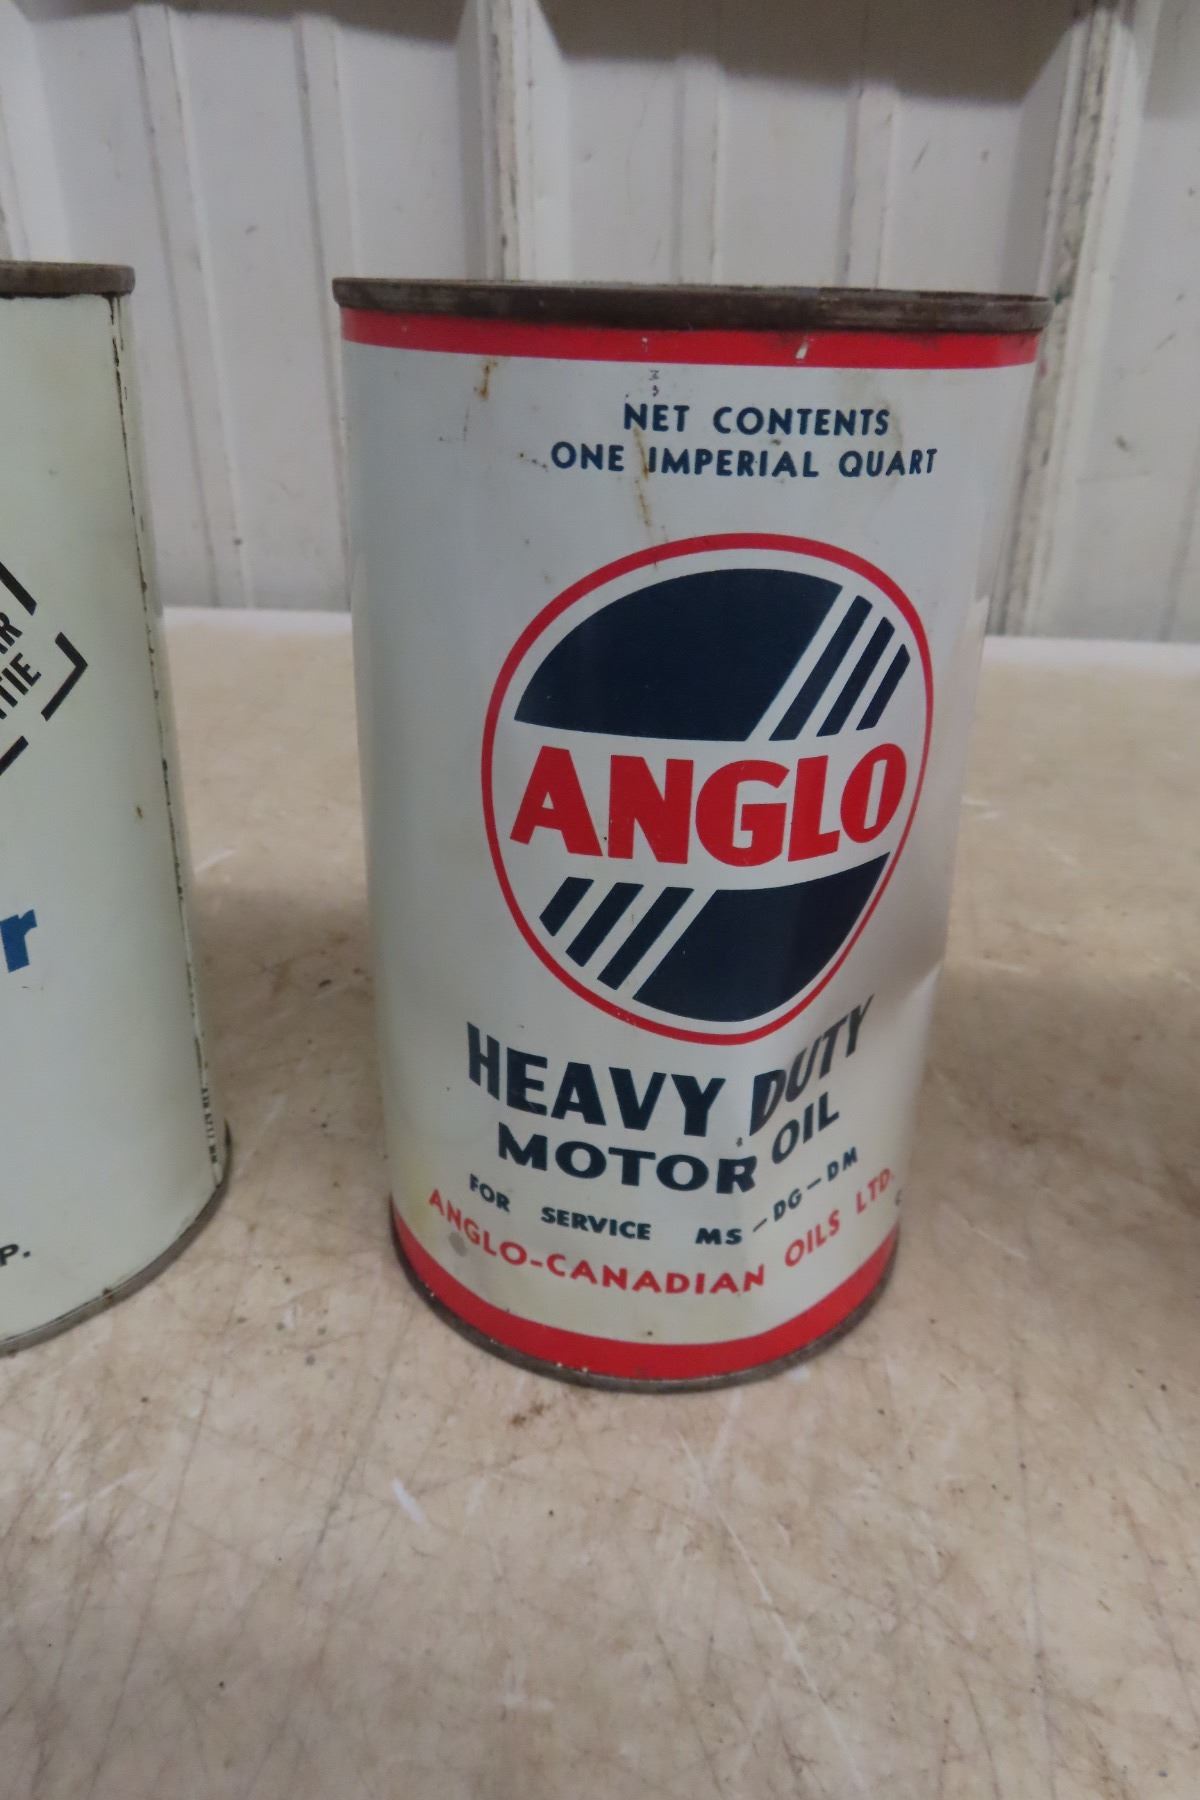 NET CONTENTS
ONE IMPERIAL QUART
ANGLO
HEAVY DUTY
MOTOR OIL
FOR SERVICE MS-DG-DM
ANGLO-CANADIAN OILS LTD.
TIE
r
P.